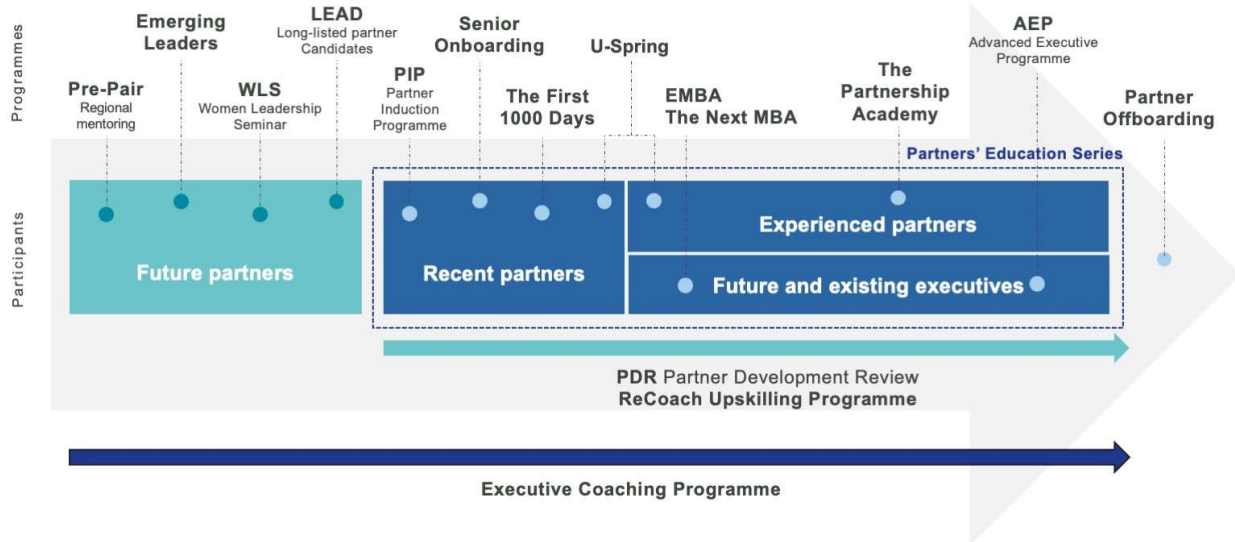 Programmes
Participants
Pre-Pair
Regional
mentoring
Emerging
Leaders
WLS
Women Leadership
Seminar
LEAD
Long-listed partner
Candidates
PIP
Partner
Induction
Programme
Senior
Onboarding
The First
1000 Days
U-Spring
EMBA
The Next MBA
The
Partnership
Academy
AEP
Advanced Executive
Programme
Partner
Offboarding
Partners' Education Series
Future partners
Recent partners
Experienced partners
Future and existing executives
PDR Partner Development Review
ReCoach Upskilling Programme
Executive Coaching Programme